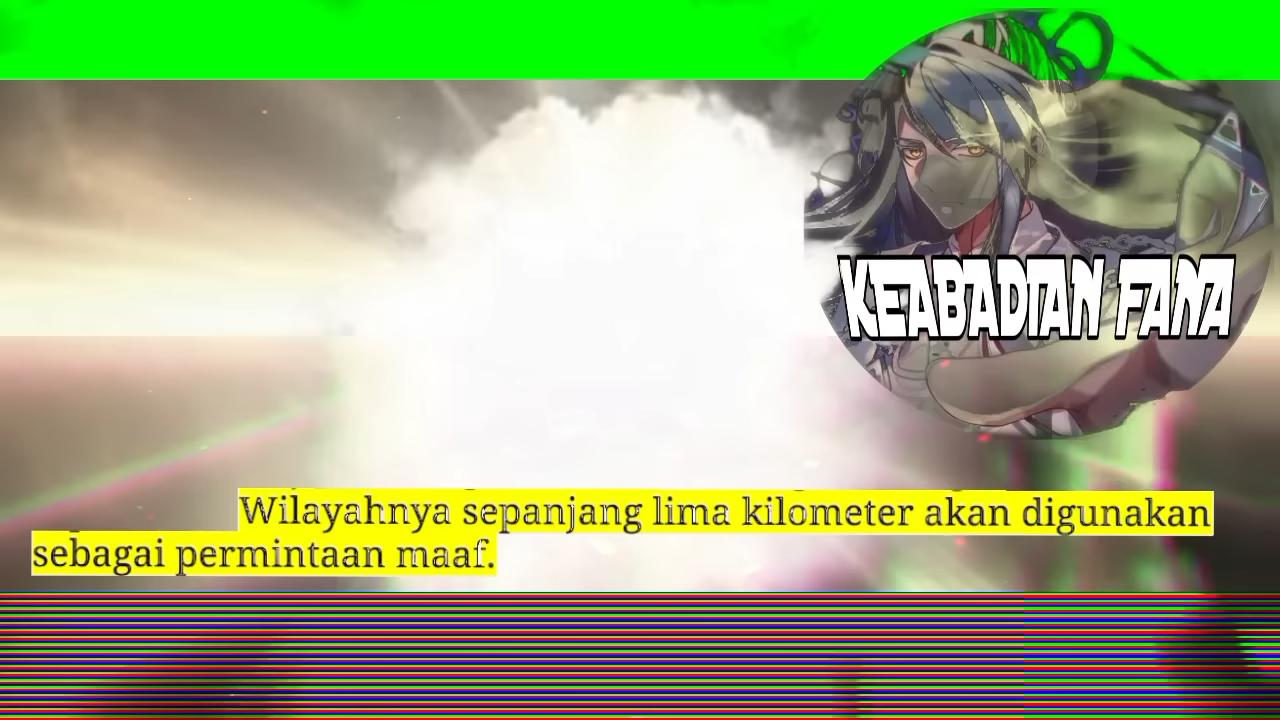 KEABADIAN FANA
Wilayahnya sepanjang lima kilometer akan digunakan
sebagai permintaan maaf.